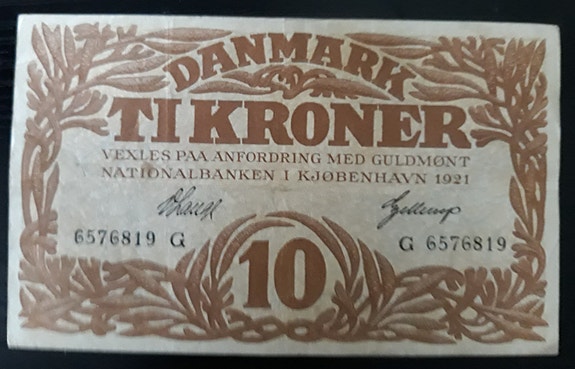 DANMARK
TI KRONER
VEXLES PAA ANFORDRING MED GULDMØNT
NATIONALBANKEN I KJØBENHAVN 1921
6576819 G G 6576819
10